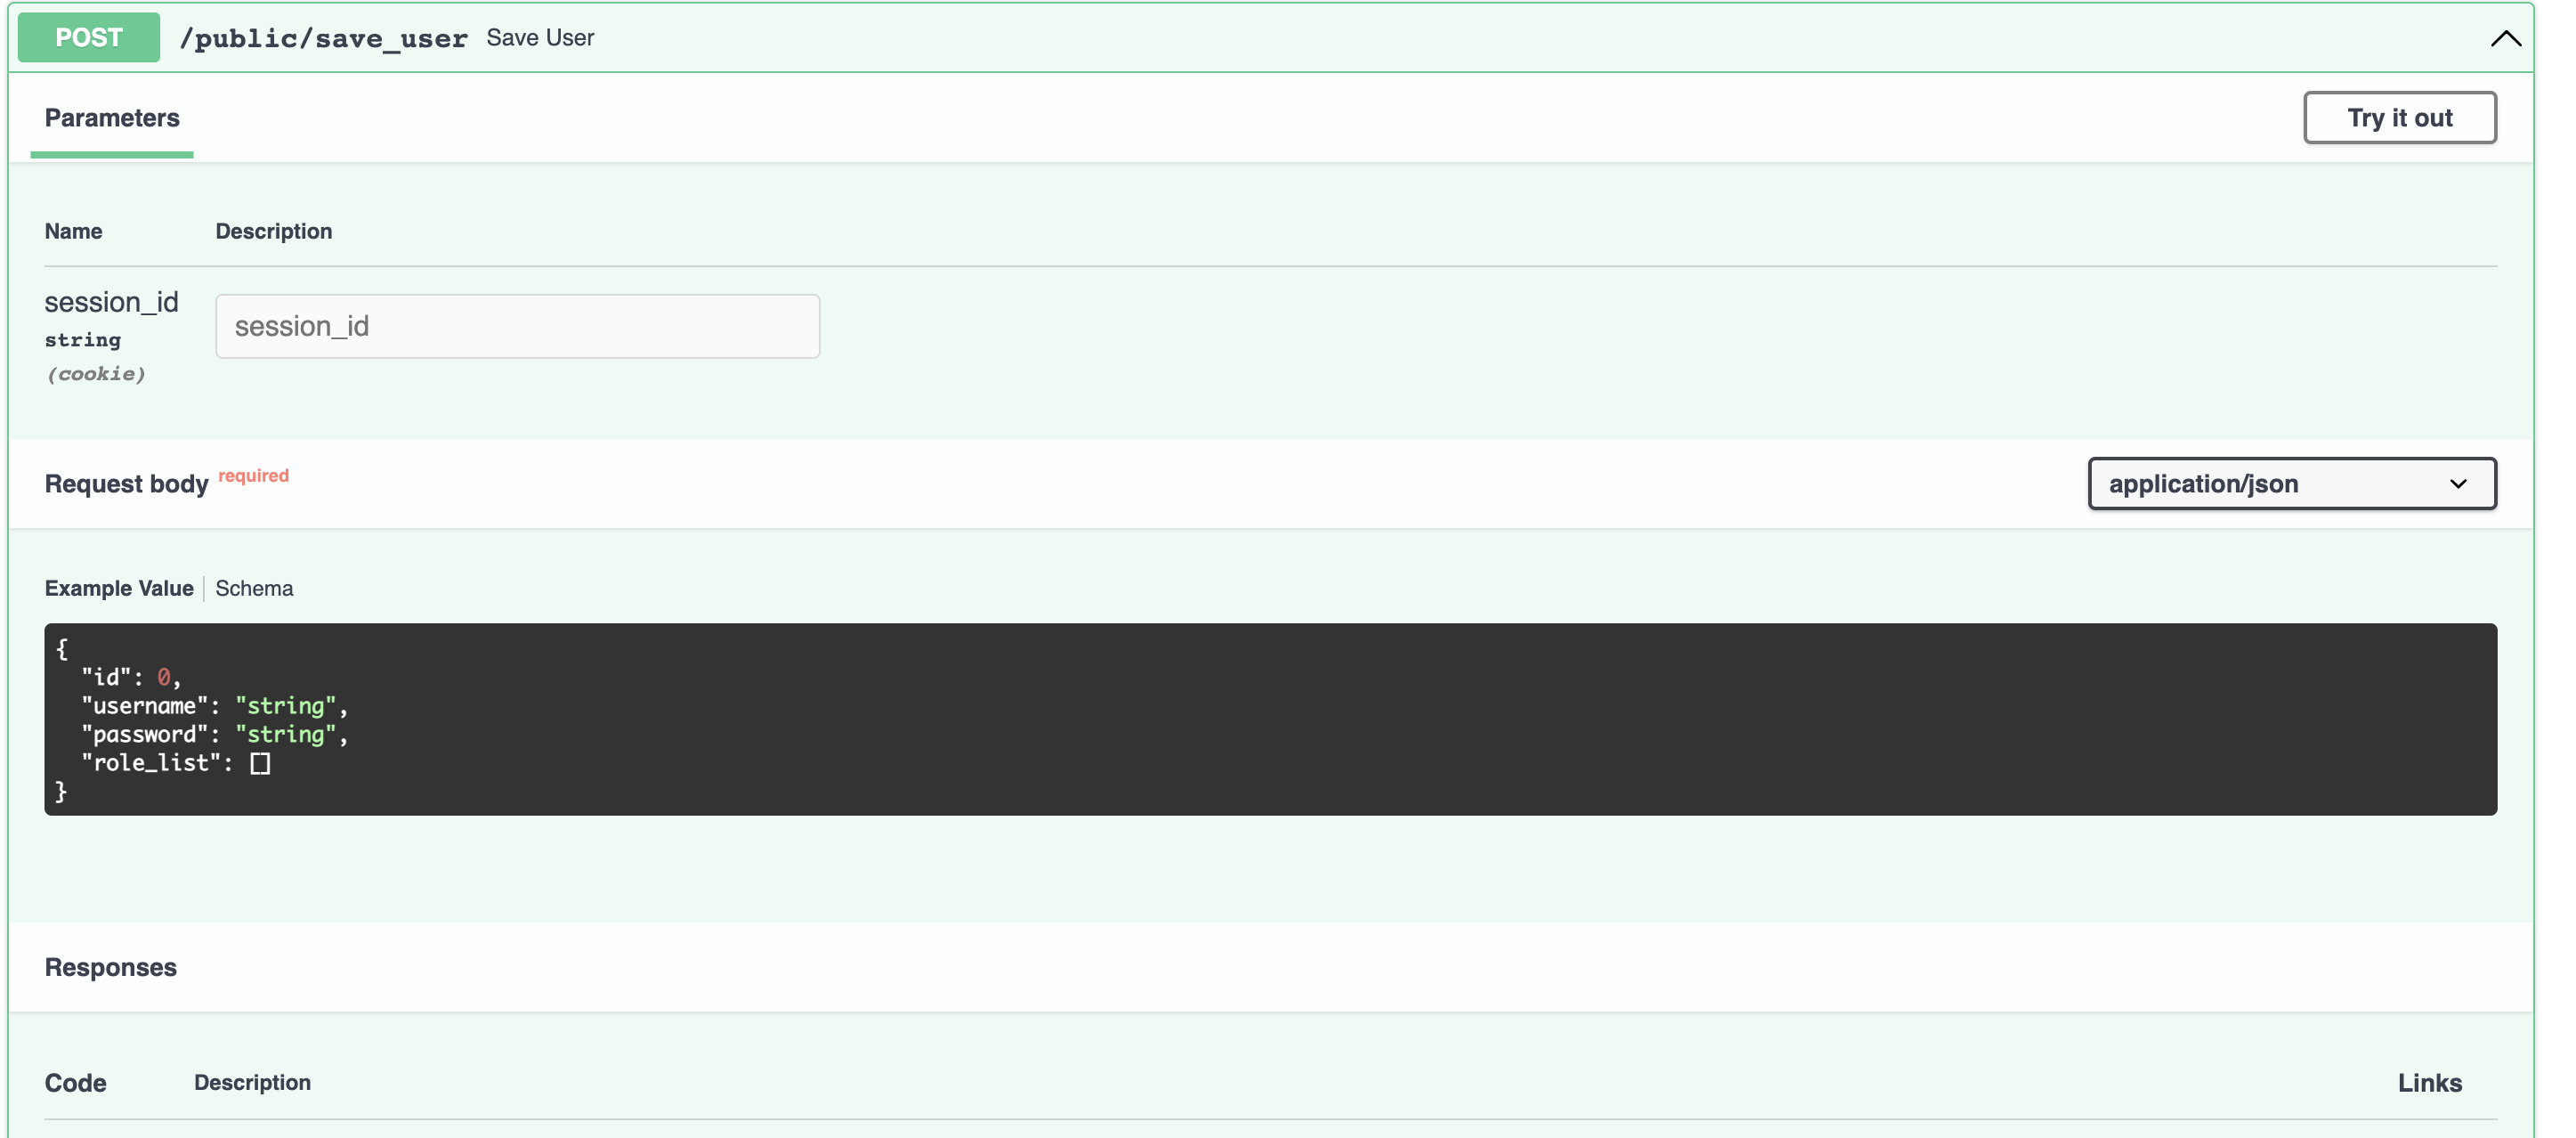 POST /public/save_user Save User
Parameters
Try it out
Name Description
session_id
string
(cookie)
session_id
Request body required
application/json
Example Value Schema
{
  "id": 0,
  "username": "string",
  "password": "string",
  "role_list": []
}
Responses
Code Description Links